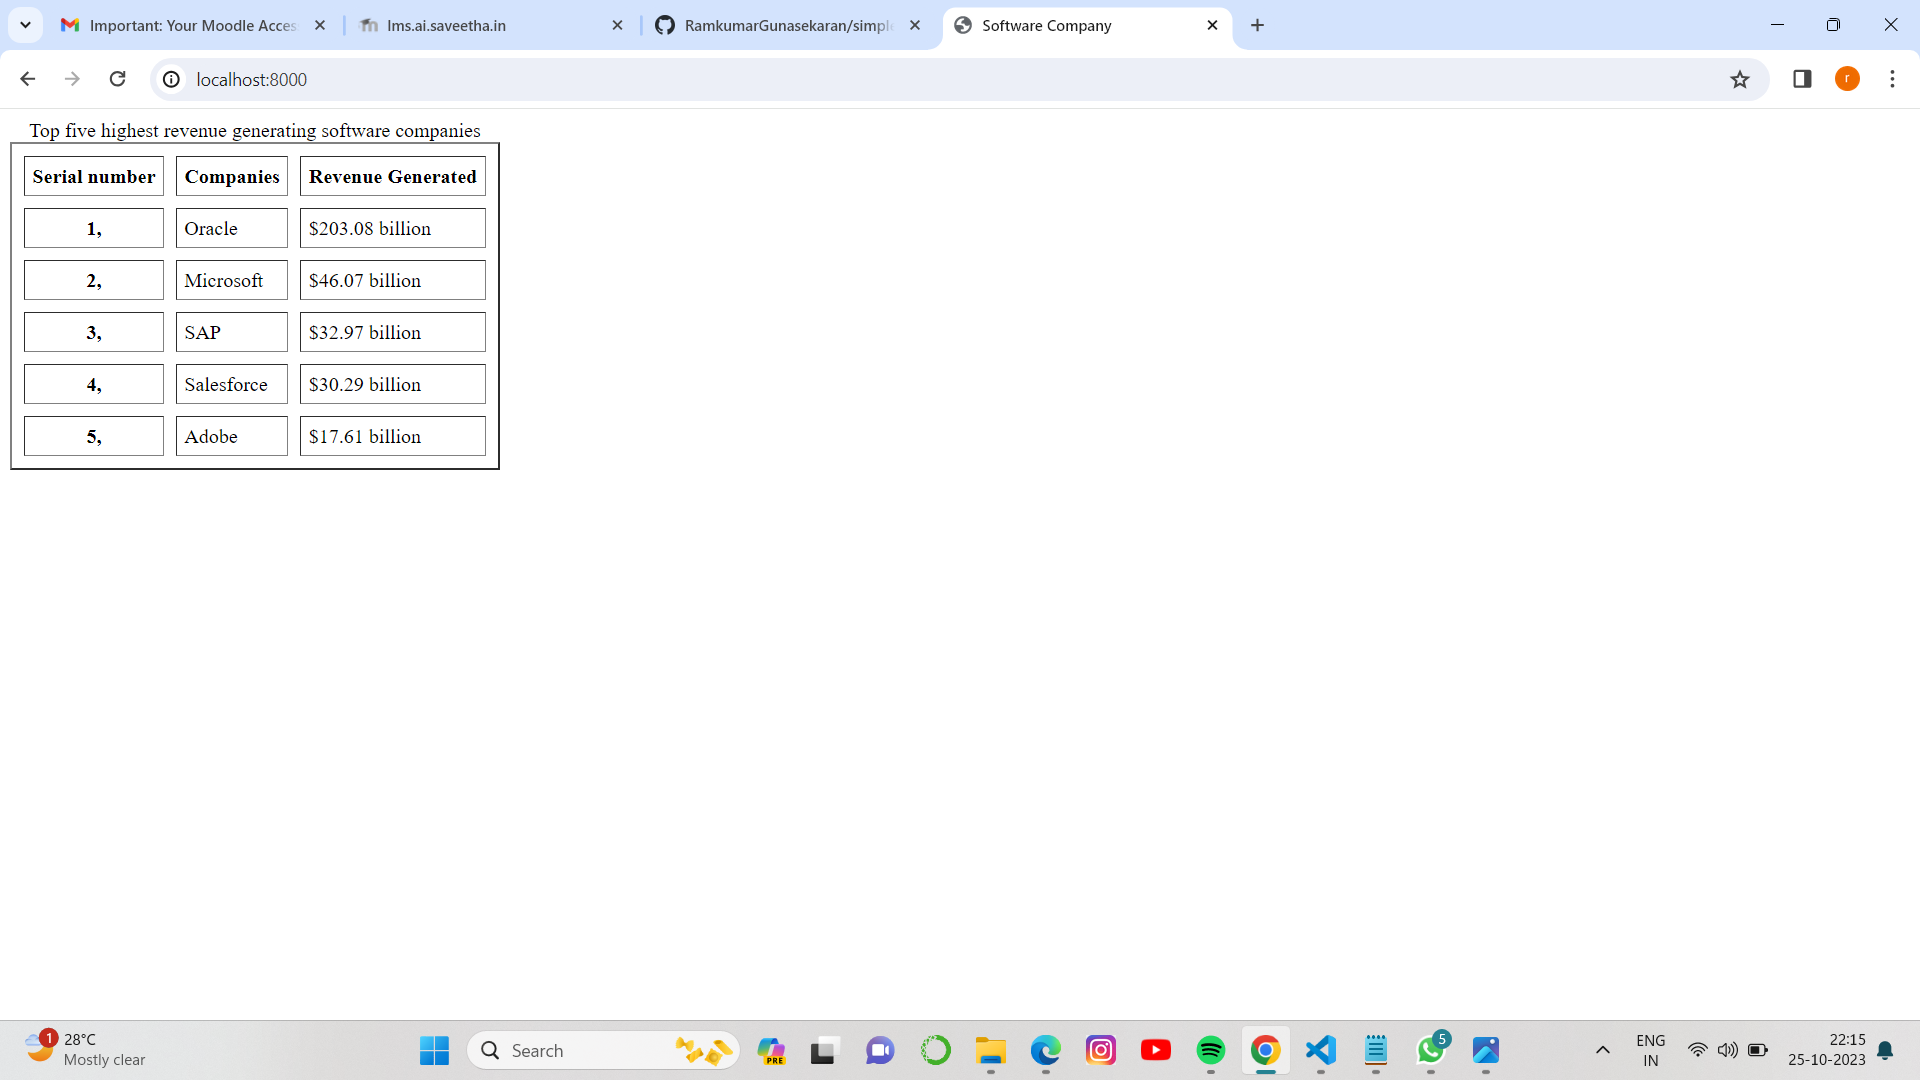 Important: Your Moodle Acces
lms.ai.saveetha.in
RamkumarGunasekaran/simple
Software Company
localhost:8000
r
Top five highest revenue generating software companies
Serial number Companies Revenue Generated
1, Oracle $203.08 billion
2, Microsoft $46.07 billion
3, SAP $32.97 billion
4, Salesforce $30.29 billion
5, Adobe $17.61 billion
1
28°C
Mostly clear
Search
PRE
5
ENG
IN
22:15
25-10-2023